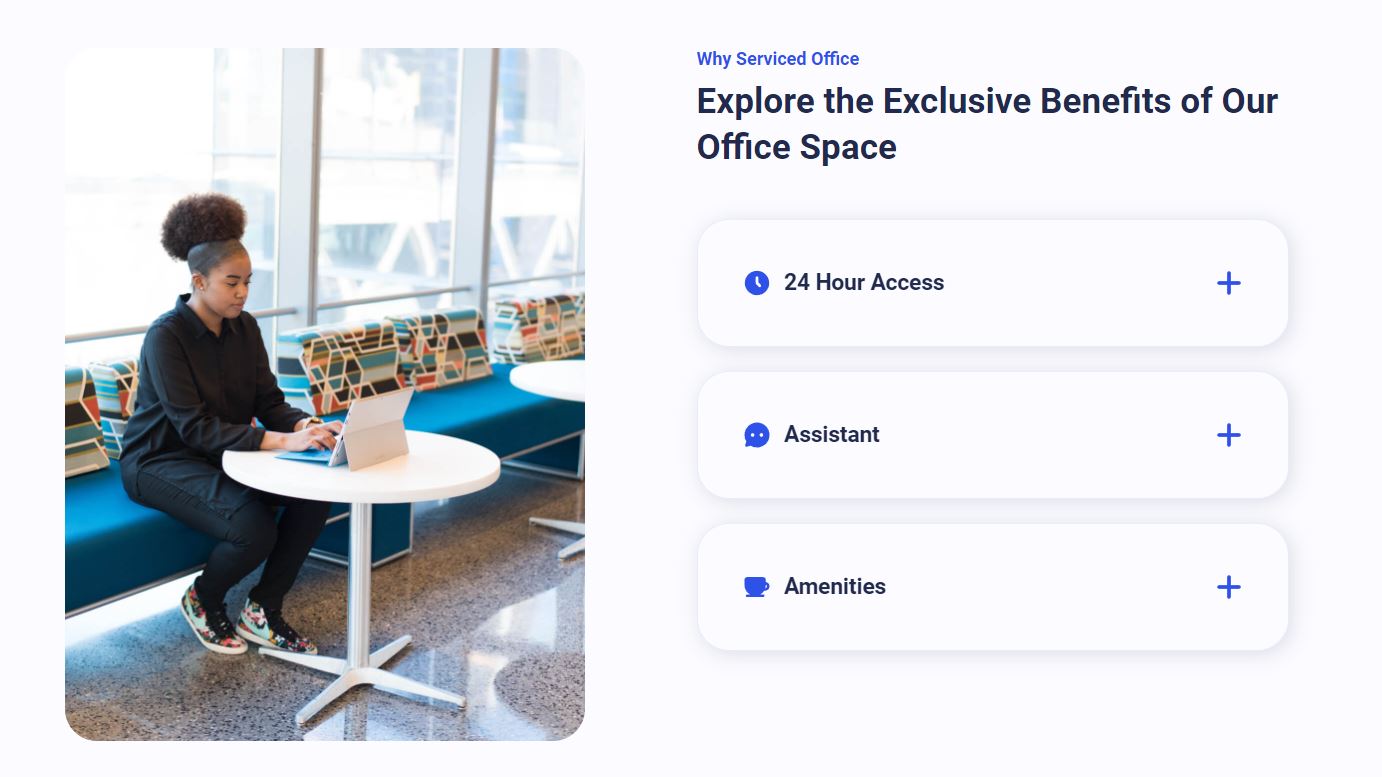 Why Serviced Office
Explore the Exclusive Benefits of Our
Office Space
24 Hour Access
Assistant
Amenities